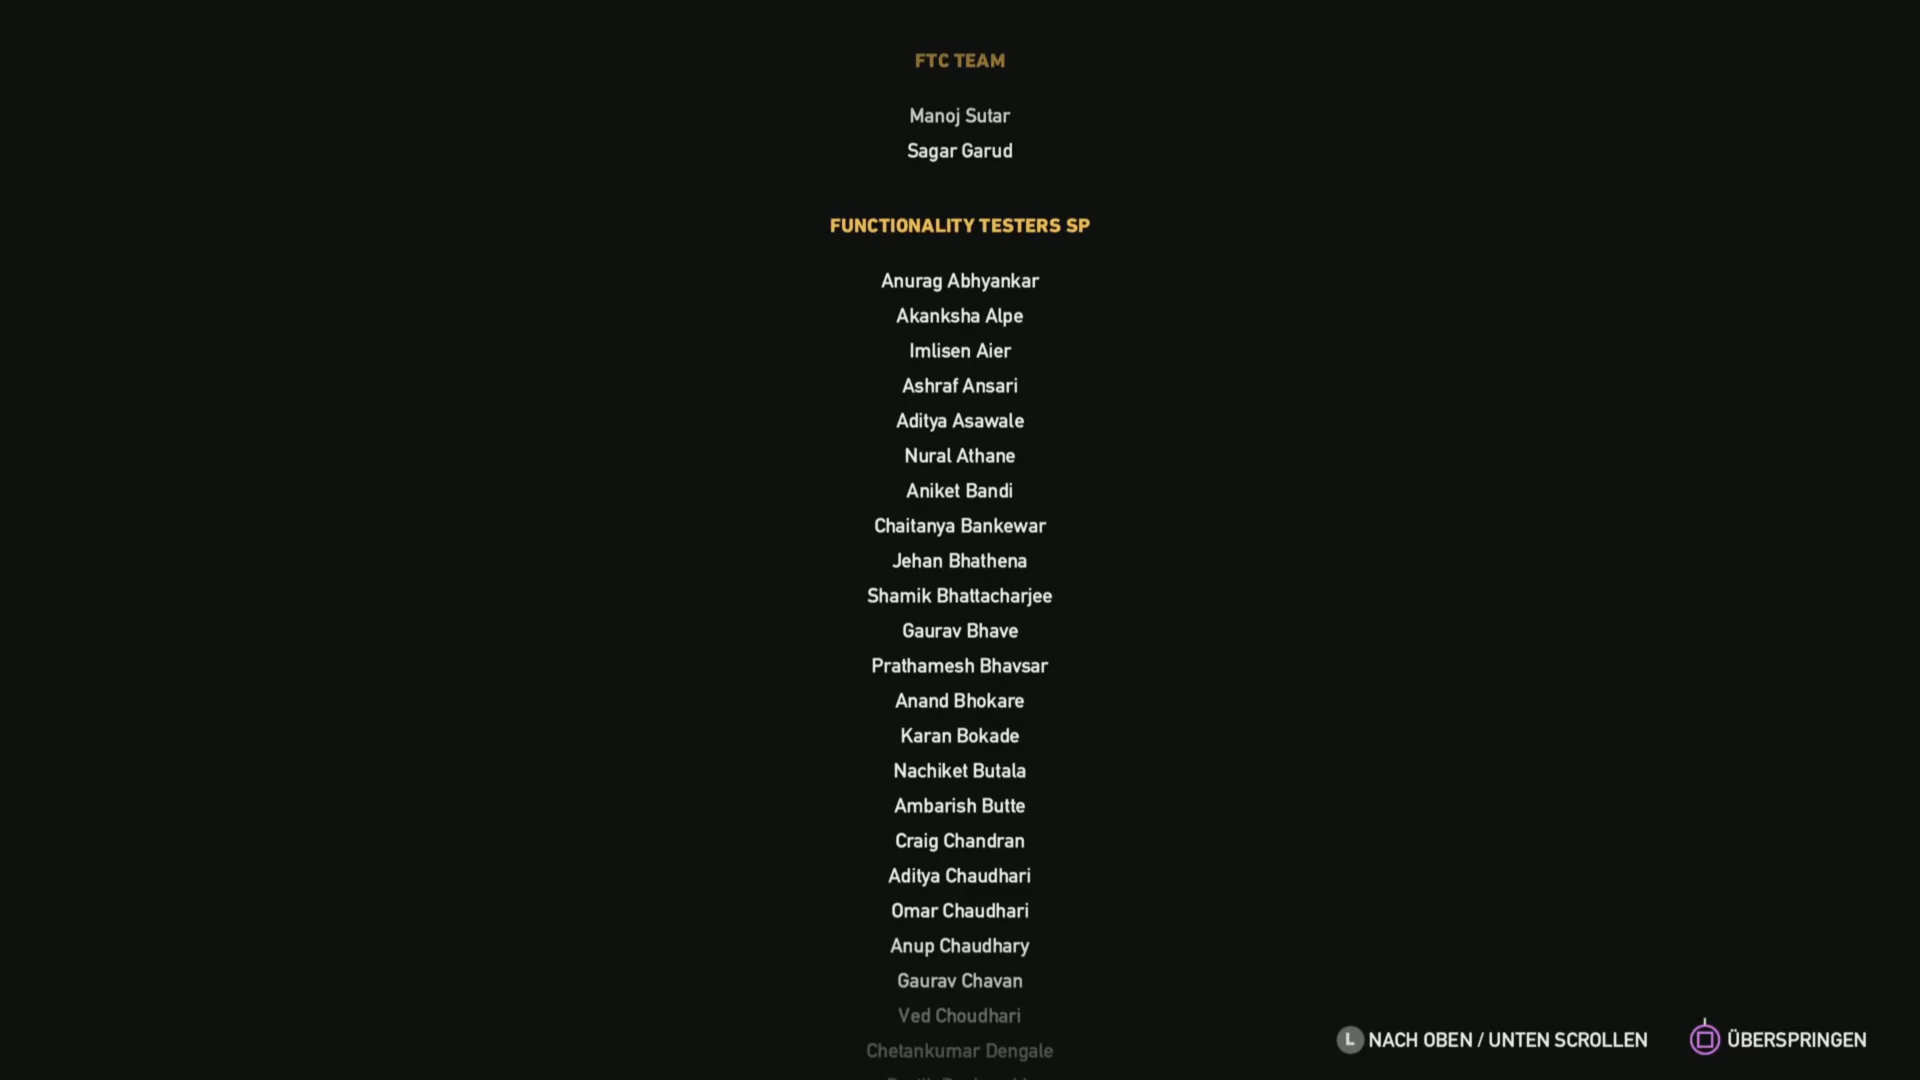 FTC TEAM
Manoj Sutar
Sagar Garud
FUNCTIONALITY TESTERS SP
Anurag Abhyankar
Akanksha Alpe
Imlisen Aier
Ashraf Ansari
Aditya Asawale
Nural Athane
Aniket Bandi
Chaitanya Bankewar
Jehan Bhathena
Shamik Bhattacharjee
Gaurav Bhave
Prathamesh Bhavsar
Anand Bhokare
Karan Bokade
Nachiket Butala
Ambarish Butte
Craig Chandran
Aditya Chaudhari
Omar Chaudhari
Anup Chaudhary
Gaurav Chavan
Ved Choudhari
Chetankumar Dengale
L NACH OBEN / UNTEN SCROLLEN
ÜBERSPRINGEN